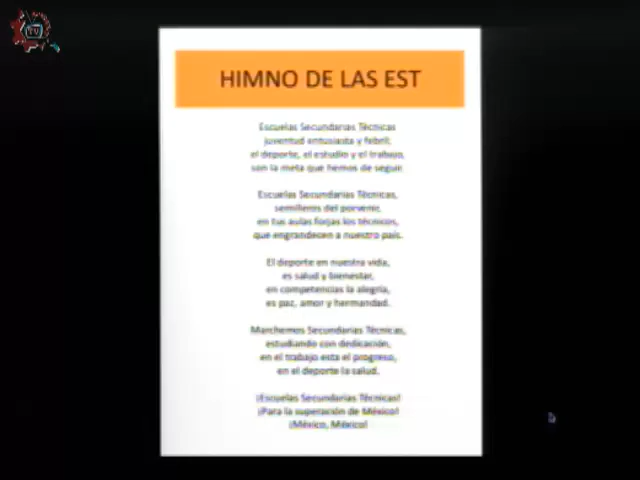 TV
HIMNO DE LAS EST
Escuelas Secundarias Técnicas
juventud entusiasta y febril,
el deporte, el estudio y el trabajo,
son la meta que hemos de seguir.
Escuelas Secundarias Técnicas,
semilleros del porvenir,
en tus aulas forjas los técnicos,
que engrandecen a nuestro país.
El deporte en nuestra vida,
es salud y bienestar,
en competencias la alegría,
es paz, amor y hermandad.
Marchemos Secundarias Técnicas,
estudiando con dedicación,
en el trabajo esta el progreso,
en el deporte la salud.
¡Escuelas Secundarias Técnicas!
¡Para la superación de México!
¡México, México!